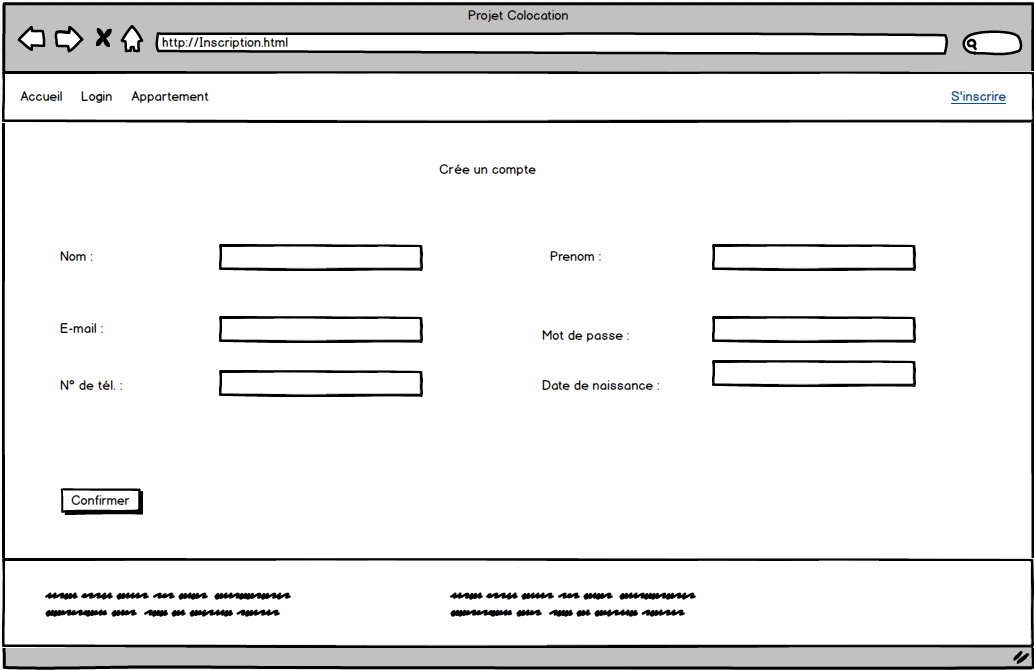 Projet Colocation
http://Inscription.html
Accueil Login Appartement S'inscrire
Crée un compte
Nom : Prenom :
E-mail : Mot de passe :
N° de tél. : Date de naissance :
Confirmer